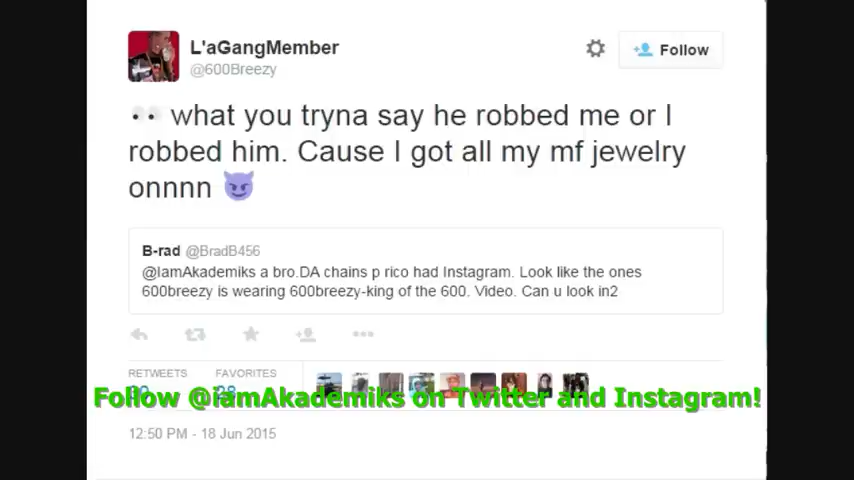 L'aGangMember
@600Breezy
Follow
what you tryna say he robbed me or I
robbed him. Cause I got all my mf jewelry
onnnn
B-rad @BradB456
@IamAkademiks a bro.DA chains p rico had Instagram. Look like the ones
600breezy is wearing 600breezy-king of the 600. Video. Can u look in2
RETWEETS FAVORITES
28
Follow @iamAkademiks on Twitter and Instagram!
12:50 PM - 18 Jun 2015